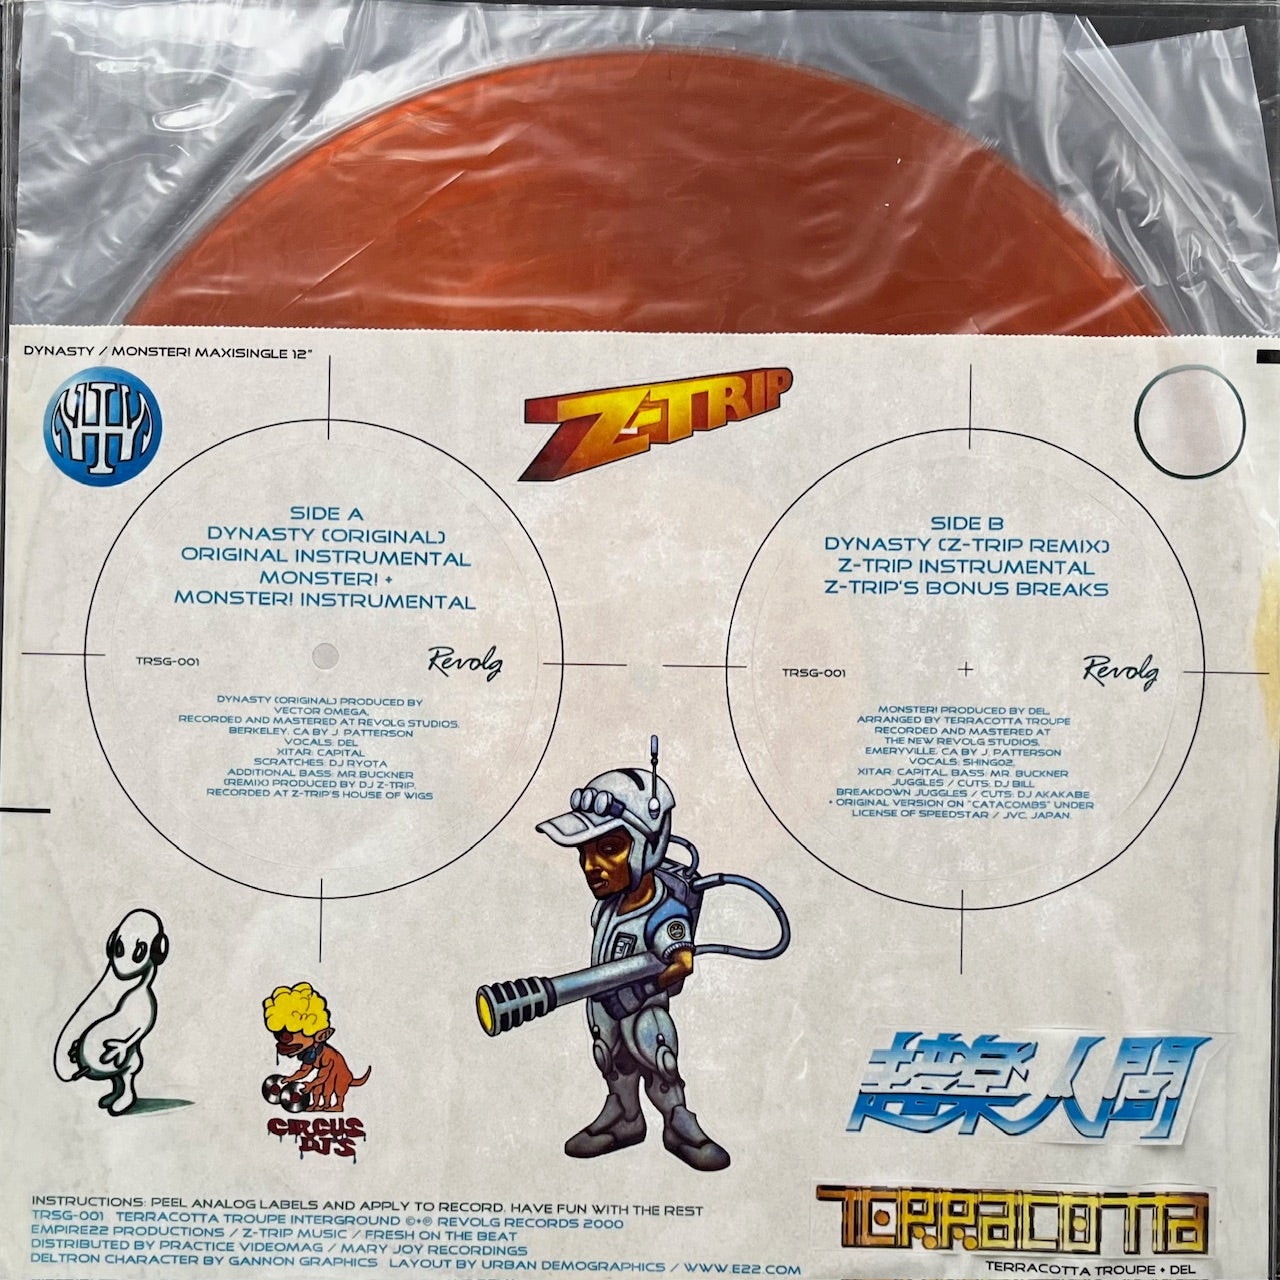 DYNASTY / MONSTER! MAXISINGLE 12"
Z-TRIP
SIDE A
DYNASTY (ORIGINAL)
ORIGINAL INSTRUMENTAL
MONSTER! +
MONSTER! INSTRUMENTAL
TRSG-001
Revolg
DYNASTY (ORIGINAL) PRODUCED BY
VECTOR OMEGA,
RECORDED AND MASTERED AT REVOLG STUDIOS,
BERKELEY, CA BY J. PATTERSON
VOCALS: DEL
XITAR: CAPITAL
SCRATCHES: DJ RYOTA
ADDITIONAL BASS: MR.BUCKNER
(REMIX) PRODUCED BY DJ Z-TRIP,
RECORDED AT Z-TRIP'S HOUSE OF WIGS
SIDE B
DYNASTY (Z-TRIP REMIX)
Z-TRIP INSTRUMENTAL
Z-TRIP'S BONUS BREAKS
TRSG-001
Revolg
MONSTER! PRODUCED BY DEL
ARRANGED BY TERRACOTTA TROUPE
RECORDED AND MASTERED AT
THE NEW REVOLG STUDIOS,
EMERYVILLE, CA BY J. PATTERSON
VOCALS: SHING02,
XITAR: CAPITAL, BASS: MR. BUCKNER
JUGGLES / CUTS: DJ BILL
BREAKDOWN JUGGLES / CUTS: DJ AKAKABE
+ ORIGINAL VERSION ON "CATACOMBS" UNDER
LICENSE OF SPEEDSTAR / JVC, JAPAN.
CIRCUS
DJ'S
人間
TERRACOTTA
TERRACOTTA TROUPE + DEL
INSTRUCTIONS: PEEL ANALOG LABELS AND APPLY TO RECORD. HAVE FUN WITH THE REST
TRSG-001 TERRACOTTA TROUPE INTERGROUND ©+℗ REVOLG RECORDS 2000
EMPIRE22 PRODUCTIONS / Z-TRIP MUSIC / FRESH ON THE BEAT
DISTRIBUTED BY PRACTICE VIDEOMAG / MARY JOY RECORDINGS
DELTRON CHARACTER BY GANNON GRAPHICS LAYOUT BY URBAN DEMOGRAPHICS / WWW.E22.COM